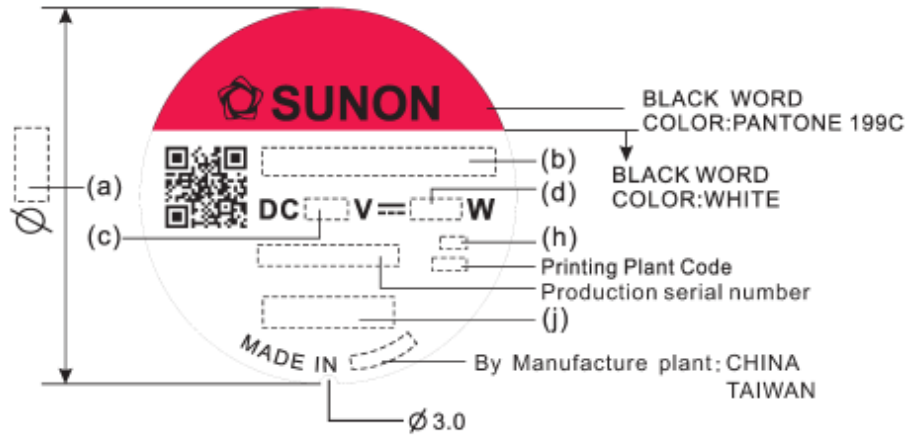 SUNON
BLACK WORD
COLOR:PANTONE 199C
(b)
BLACK WORD
COLOR:WHITE
(a)
(d)
Ø
DC V W
(c)
(h)
Printing Plant Code
Production serial number
(j)
MADE IN
By Manufacture plant: CHINA
TAIWAN
Ø 3.0